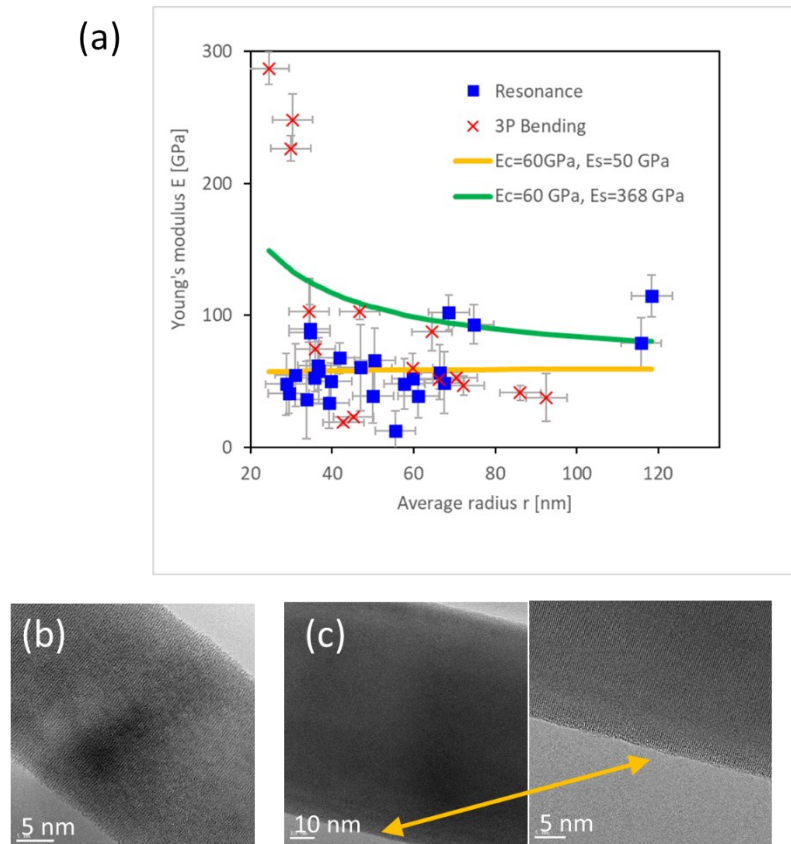 (a)
300
200
100
0
Young's modulus E [GPa]
Resonance
3P Bending
Ec=60GPa, Es=50 GPa
Ec=60 GPa, Es=368 GPa
20 40 60 80 100 120
Average radius r [nm]
(b)
5 nm
(c)
10 nm
5 nm